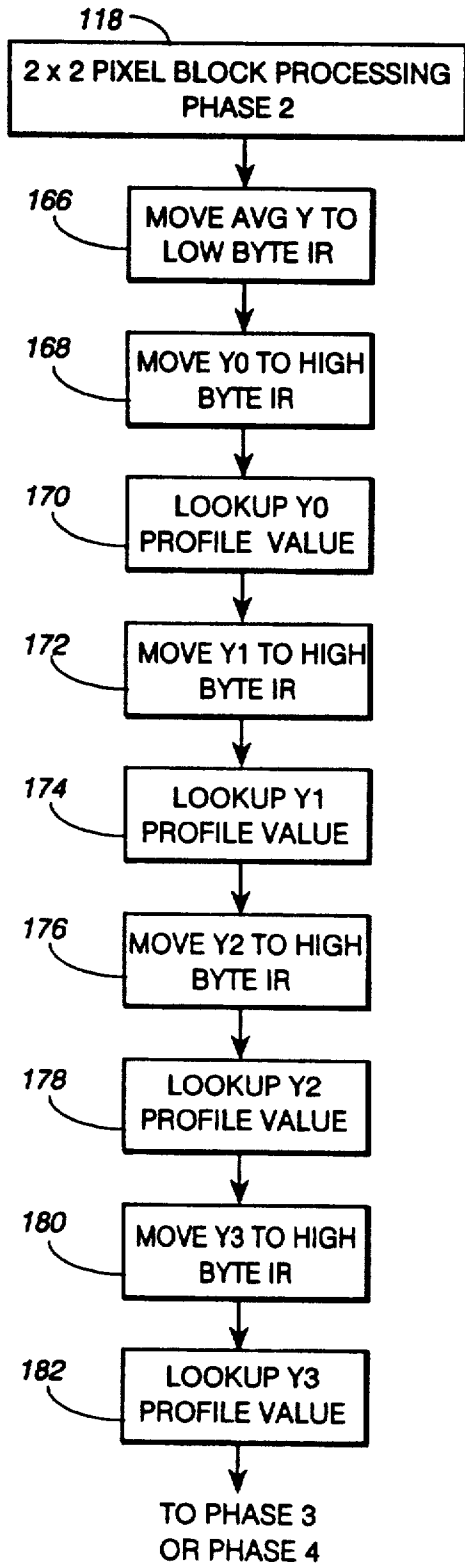 118
2 x 2 PIXEL BLOCK PROCESSING
PHASE 2
166
MOVE AVG Y TO
LOW BYTE IR
168
MOVE Y0 TO HIGH
BYTE IR
170
LOOKUP Y0
PROFILE VALUE
172
MOVE Y1 TO HIGH
BYTE IR
174
LOOKUP Y1
PROFILE VALUE
176
MOVE Y2 TO HIGH
BYTE IR
178
LOOKUP Y2
PROFILE VALUE
180
MOVE Y3 TO HIGH
BYTE IR
182
LOOKUP Y3
PROFILE VALUE
TO PHASE 3
OR PHASE 4